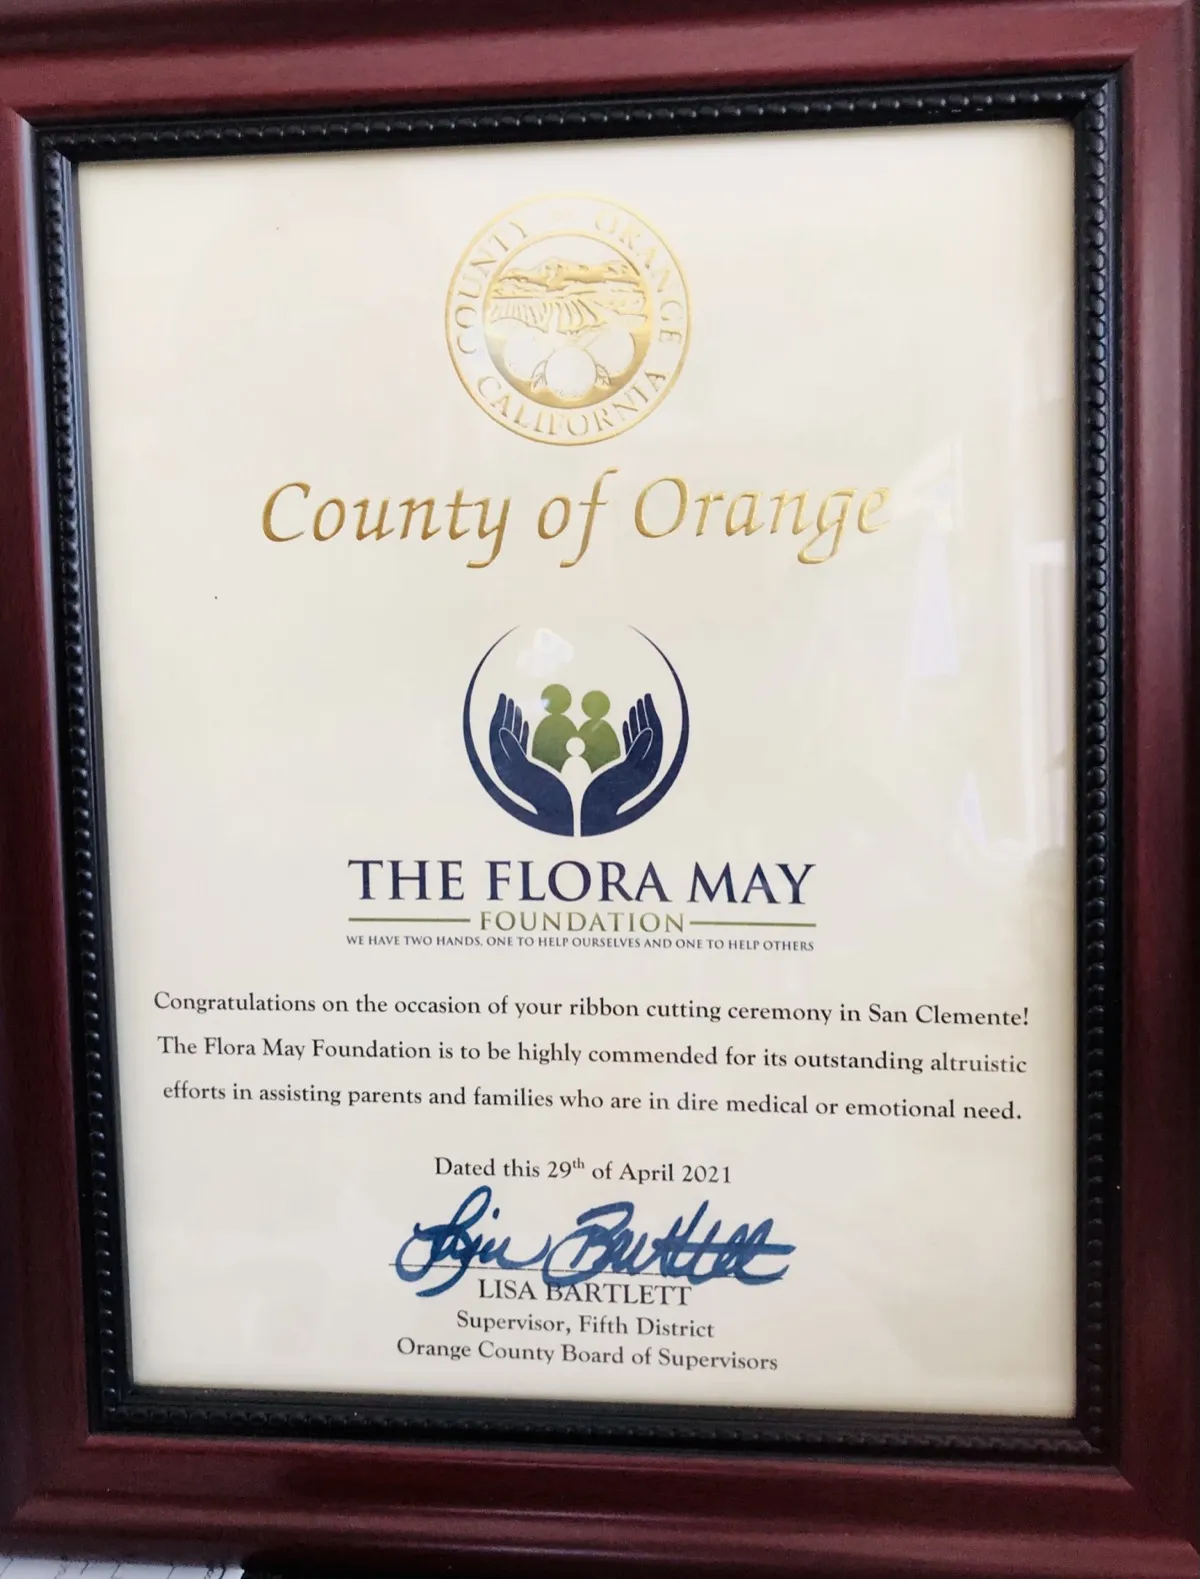 COUNTY OF ORANGE
CALIFORNIA
County of Orange
THE FLORA MAY
FOUNDATION
WE HAVE TWO HANDS. ONE TO HELP OURSELVES AND ONE TO HELP OTHERS
Congratulations on the occasion of your ribbon cutting ceremony in San Clemente!
The Flora May Foundation is to be highly commended for its outstanding altruistic
efforts in assisting parents and families who are in dire medical or emotional need.
Dated this 29th of April 2021
Lisa Bartlett
LISA BARTLETT
Supervisor, Fifth District
Orange County Board of Supervisors